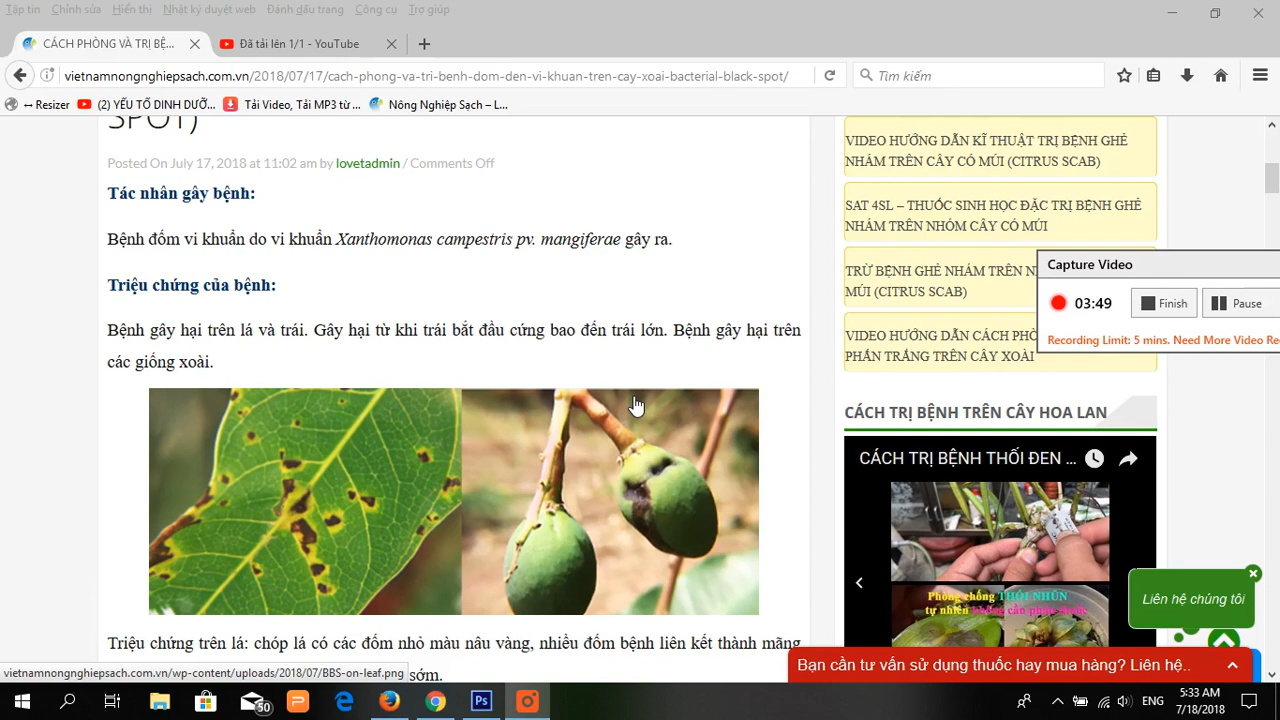 Tập tin Chỉnh sửa Hiển thị Nhật ký duyệt web Đánh dấu trang Công cụ Trợ giúp
CÁCH PHÒNG VÀ TRỊ BỆ... Đã tải lên 1/1 - YouTube
vietnamnongnghiepsach.com.vn/2018/07/17/cach-phong-va-tri-benh-dom-den-vi-khuan-tren-cay-xoai-bacterial-black-spot/ Tìm kiếm
↔ Resizer (2) YẾU TỐ DINH DƯỠ... Tải Video, Tải MP3 từ ... Nông Nghiệp Sạch – L...
SPOT)
Posted On July 17, 2018 at 11:02 am by lovetadmin / Comments Off
Tác nhân gây bệnh:
Bệnh đốm vi khuẩn do vi khuẩn Xanthomonas campestris pv. mangiferae gây ra.
Triệu chứng của bệnh:
Bệnh gây hại trên lá và trái. Gây hại từ khi trái bắt đầu cứng bao đến trái lớn. Bệnh gây hại trên
các giống xoài.
Triệu chứng trên lá: chóp lá có các đốm nhỏ màu nâu vàng, nhiều đốm bệnh liên kết thành mãng
sớm.
VIDEO HƯỚNG DẪN KĨ THUẬT TRỊ BỆNH GHẺ
NHÁM TRÊN CÂY CÓ MÚI (CITRUS SCAB)
SAT 4SL – THUỐC SINH HỌC ĐẶC TRỊ BỆNH GHẺ
NHÁM TRÊN NHÓM CÂY CÓ MÚI
TRỪ BỆNH GHẺ NHÁM TRÊN
MÚI (CITRUS SCAB)
VIDEO HƯỚNG DẪN CÁCH
PHẤN TRẮNG TRÊN CÂY XOÀI
Capture Video
03:49 Finish Pause
Recording Limit: 5 mins. Need More Video Re
CÁCH TRỊ BỆNH TRÊN CÂY HOA LAN
CÁCH TRỊ BỆNH THỐI ĐEN ...
Phòng chống THỐI NHŨN
tự nhiên không cần phun thuốc
Liên hệ chúng tôi
Bạn cần tư vấn sử dụng thuốc hay mua hàng? Liên hệ..
vietnamnongnghiepsach.com.vn/wp-content/uploads/2018/07/BBS-on-leaf.png
50 P Ps ENG 5:33 AM
7/18/2018